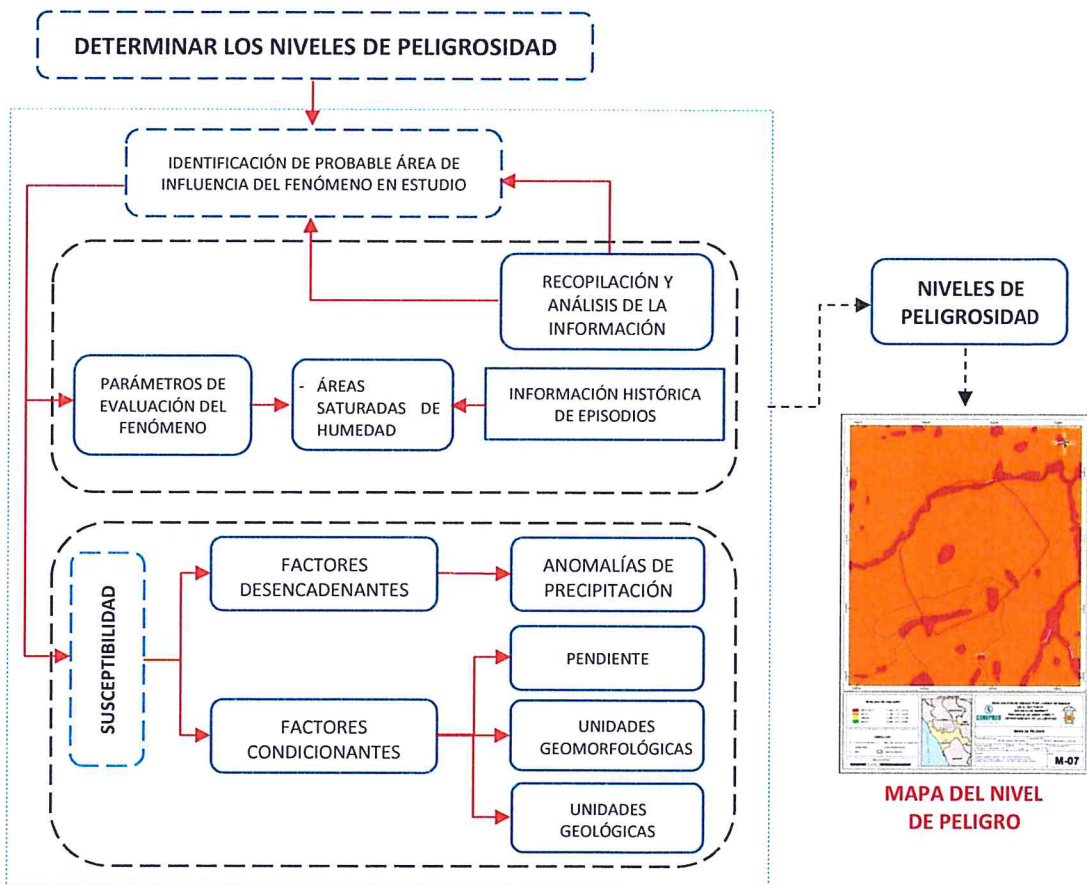 DETERMINAR LOS NIVELES DE PELIGROSIDAD
IDENTIFICACIÓN DE PROBABLE ÁREA DE
INFLUENCIA DEL FENÓMENO EN ESTUDIO
RECOPILACIÓN Y
ANÁLISIS DE LA
INFORMACIÓN
PARÁMETROS DE
EVALUACIÓN DEL
FENÓMENO
- ÁREAS
SATURADAS DE
HUMEDAD
INFORMACIÓN HISTÓRICA
DE EPISODIOS
SUSCEPTIBILIDAD
FACTORES
DESENCADENANTES
ANOMALÍAS DE
PRECIPITACIÓN
FACTORES
CONDICIONANTES
PENDIENTE
UNIDADES
GEOMORFOLÓGICAS
UNIDADES
GEOLÓGICAS
NIVELES DE
PELIGROSIDAD
CENEPRED
M-07
MAPA DEL NIVEL
DE PELIGRO